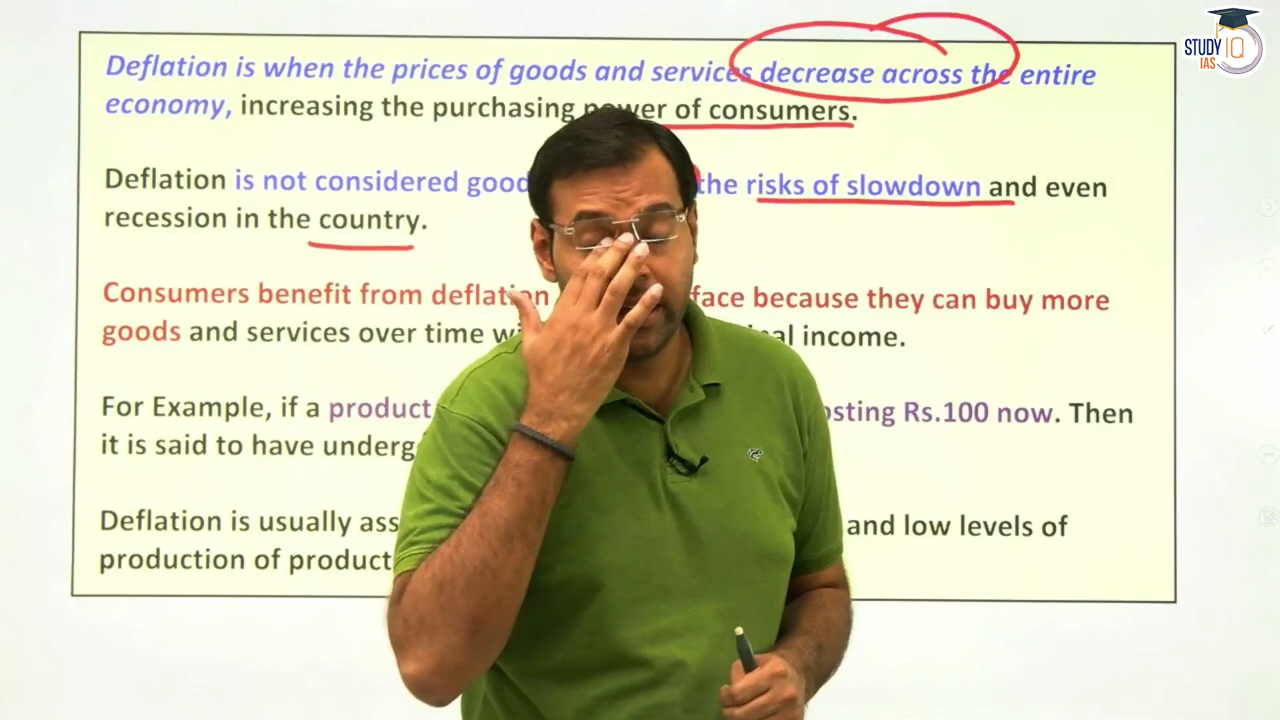 STUDY IQ
IAS
Deflation is when the prices of goods and services decrease across the entire
economy, increasing the purchasing power of consumers.
Deflation is not considered good the risks of slowdown and even
recession in the country.
Consumers benefit from deflation face because they can buy more
goods and services over time income.
For Example, if a product Rs.100 now. Then
it is said to have
Deflation is usually and low levels of
production of